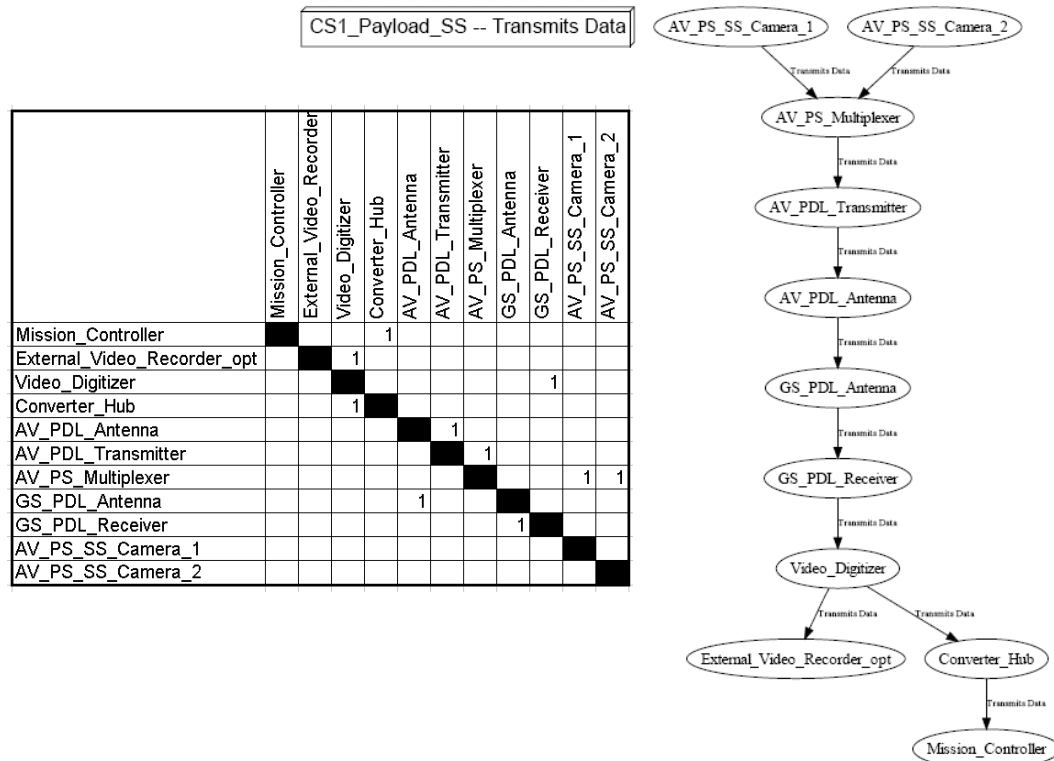 CS1_Payload_SS -- Transmits Data
Mission_Controller
External_Video_Recorder
Video_Digitizer
Converter_Hub
AV_PDL_Antenna
AV_PDL_Transmitter
AV_PS_Multiplexer
GS_PDL_Antenna
GS_PDL_Receiver
AV_PS_SS_Camera_1
AV_PS_SS_Camera_2
Mission_Controller 1
External_Video_Recorder_opt 1
Video_Digitizer 1
Converter_Hub 1
AV_PDL_Antenna 1
AV_PDL_Transmitter 1
AV_PS_Multiplexer 1 1
GS_PDL_Antenna 1
GS_PDL_Receiver 1
AV_PS_SS_Camera_1
AV_PS_SS_Camera_2
AV_PS_SS_Camera_1 AV_PS_SS_Camera_2
Transmits Data Transmits Data
AV_PS_Multiplexer
Transmits Data
AV_PDL_Transmitter
Transmits Data
AV_PDL_Antenna
Transmits Data
GS_PDL_Antenna
Transmits Data
GS_PDL_Receiver
Transmits Data
Video_Digitizer
Transmits Data Transmits Data
External_Video_Recorder_opt Converter_Hub
Transmits Data
Mission_Controller